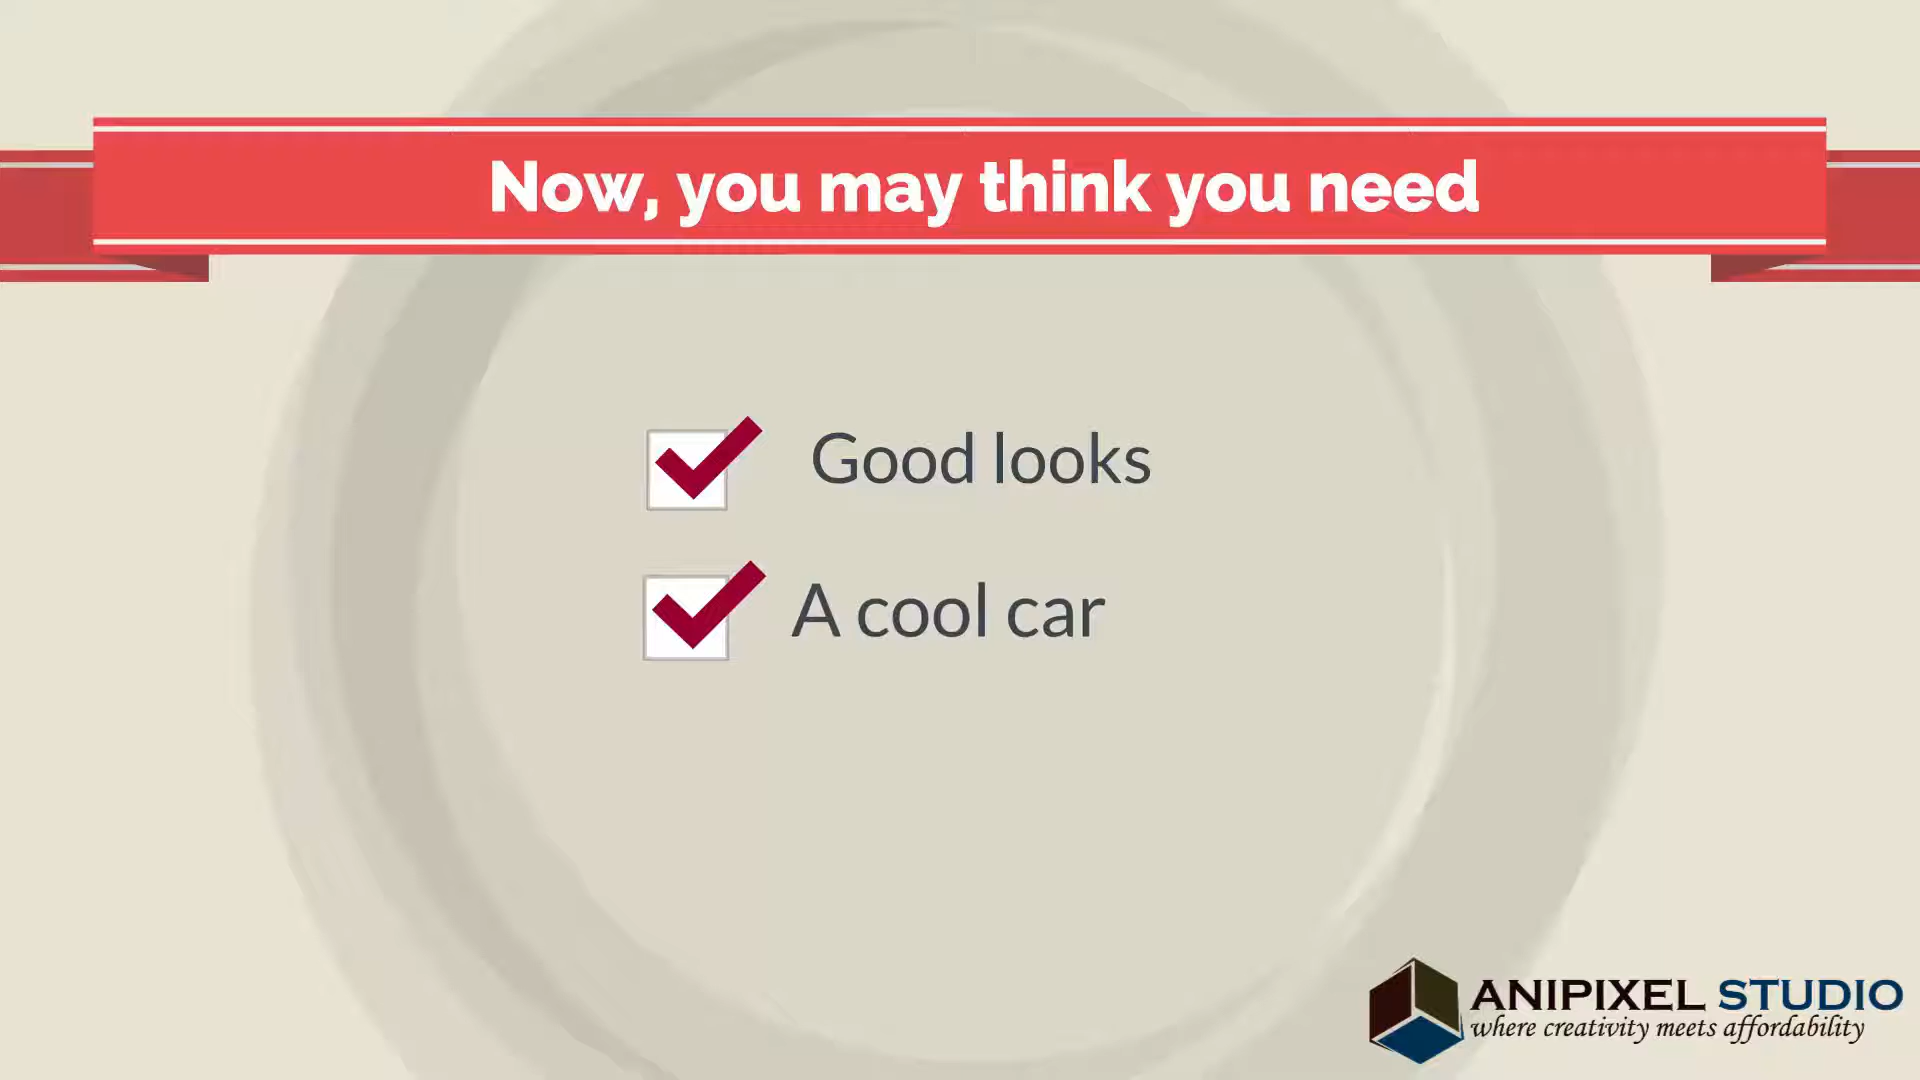 Now, you may think you need
Good looks
A cool car
ANIPIXEL STUDIO
where creativity meets affordability